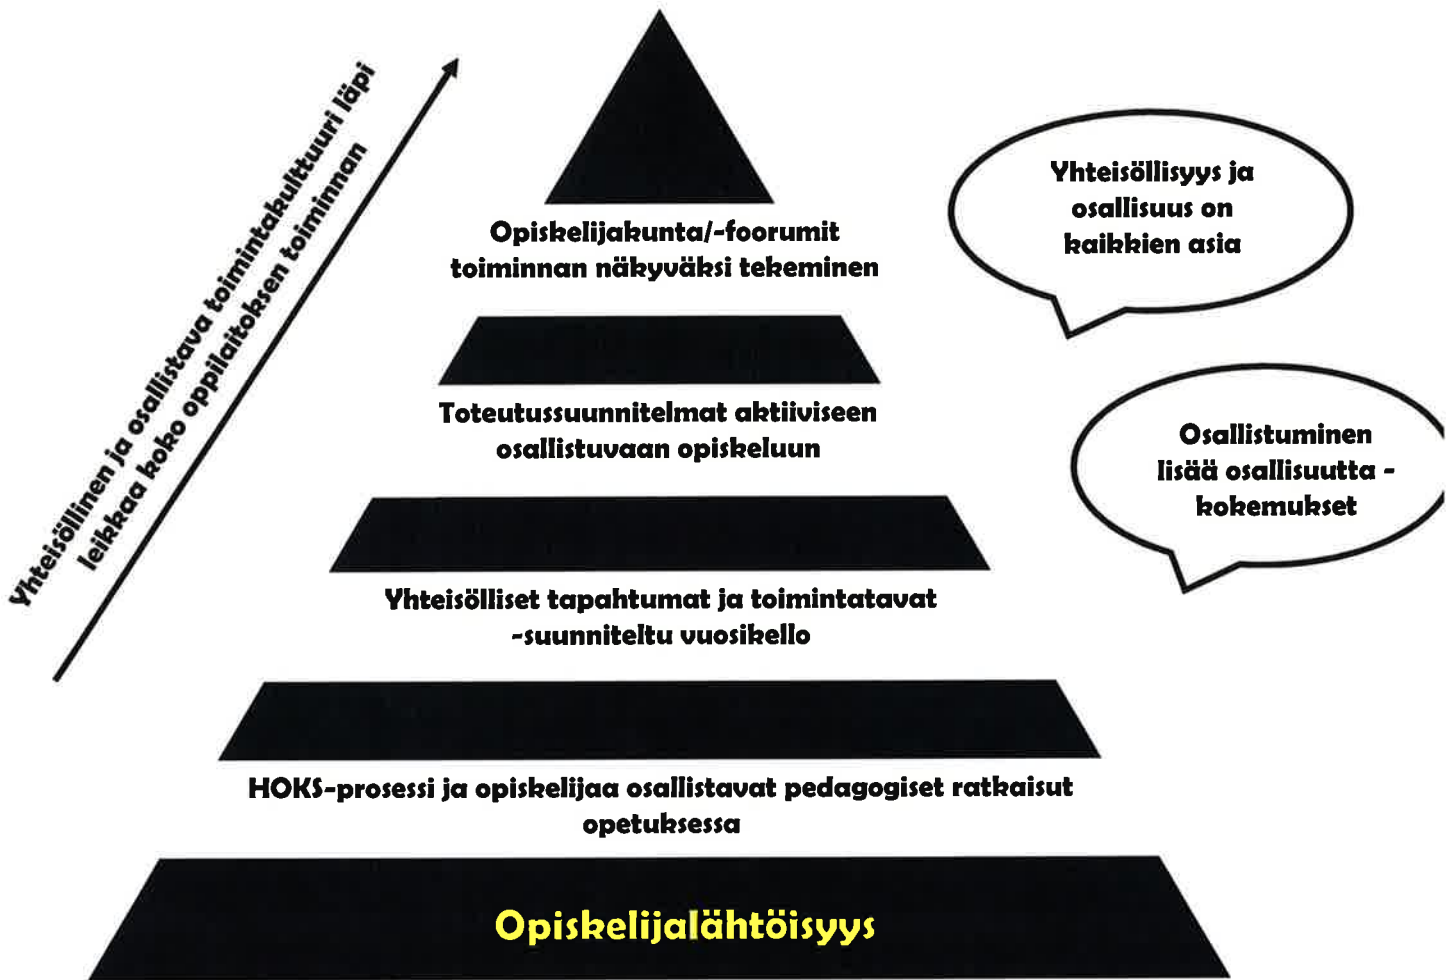 Yhteisöllinen ja osallistava toimintakulttuuri läpi
leikkaa koko oppilaitoksen toiminnan
Opiskelijakunta/-foorumit
toiminnan näkyväksi tekeminen
Toteutussuunnitelmat aktiiviseen
osallistuvaan opiskeluun
Yhteisölliset tapahtumat ja toimintatavat
-suunniteltu vuosikello
HOKS-prosessi ja opiskelijaa osallistavat pedagogiset ratkaisut
opetuksessa
Opiskelijalähtöisyys
Yhteisöllisyys ja
osallisuus on
kaikkien asia
Osallistuminen
lisää osallisuutta -
kokemukset